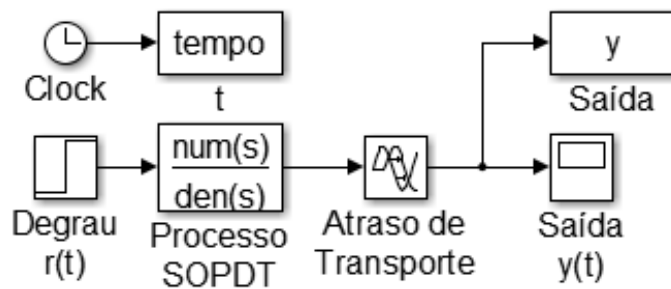 tempo
y
Clock
t
Saída
num(s)
den(s)
Degrau
r(t)
Processo
SOPDT
Atraso de
Transporte
Saída
y(t)